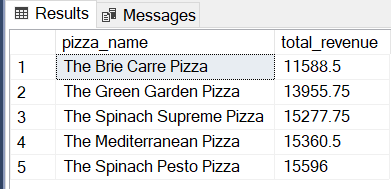 Results Messages
pizza_name total_revenue
1 The Brie Carre Pizza 11588.5
2 The Green Garden Pizza 13955.75
3 The Spinach Supreme Pizza 15277.75
4 The Mediterranean Pizza 15360.5
5 The Spinach Pesto Pizza 15596